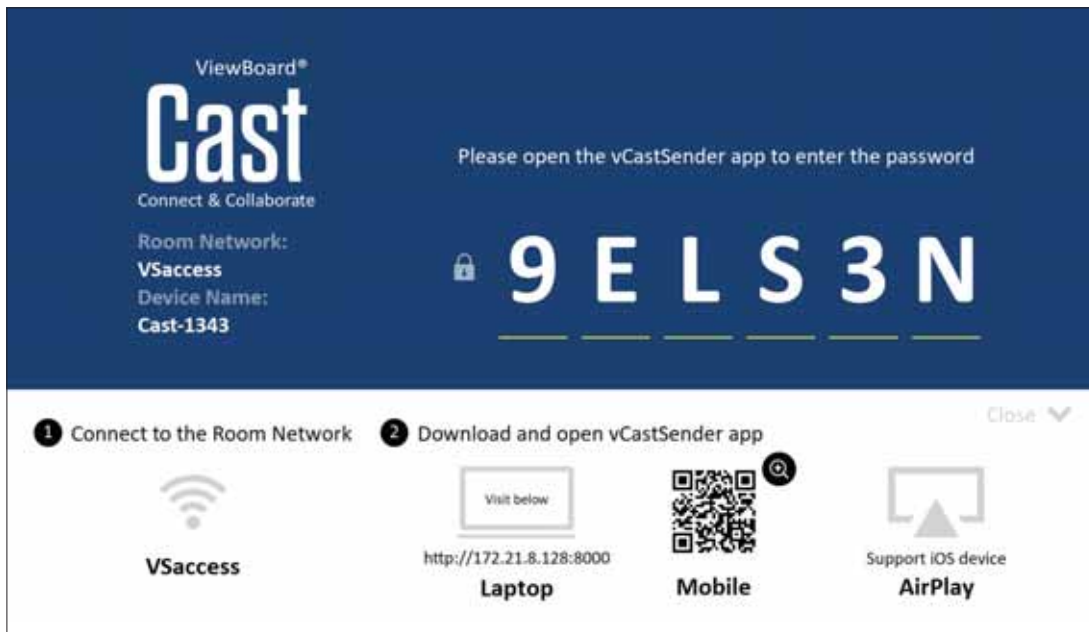 ViewBoard®
Cast
Connect & Collaborate
Room Network:
VSaccess
Device Name:
Cast-1343
Please open the vCastSender app to enter the password
9 E L S 3 N
Close
1 Connect to the Room Network
VSaccess
2 Download and open vCastSender app
Visit below
http://172.21.8.128:8000
Laptop
Mobile
Support iOS device
AirPlay